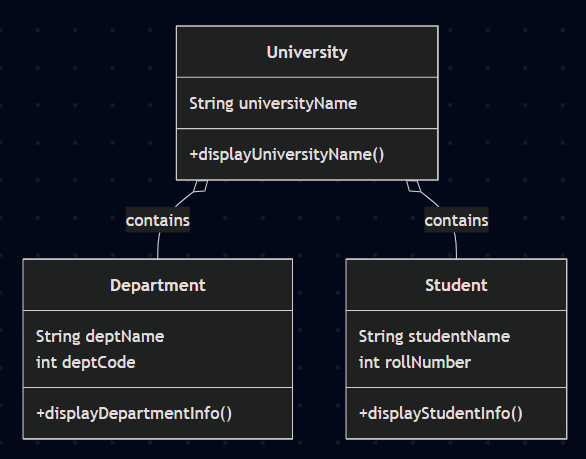 University
String universityName
+displayUniversityName()
contains
contains
Department
String deptName
int deptCode
+displayDepartmentInfo()
Student
String studentName
int rollNumber
+displayStudentInfo()